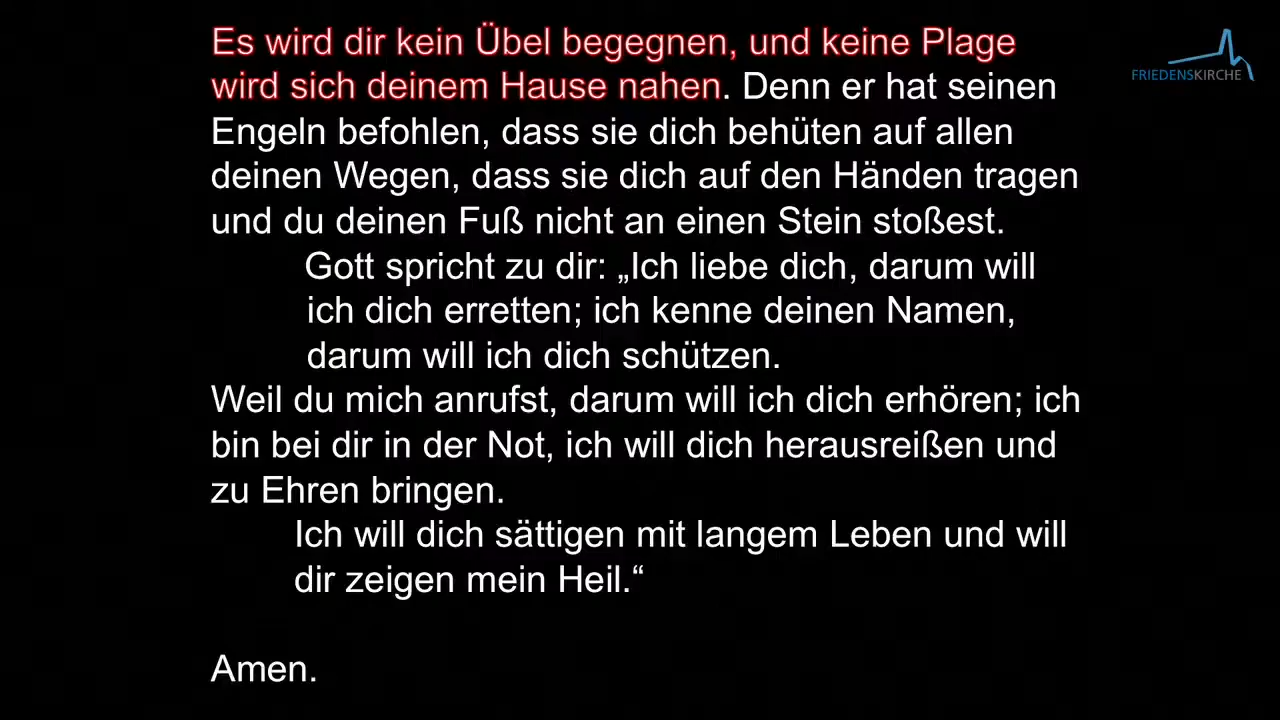 Es wird dir kein Übel begegnen, und keine Plage
wird sich deinem Hause nahen. Denn er hat seinen
Engeln befohlen, dass sie dich behüten auf allen
deinen Wegen, dass sie dich auf den Händen tragen
und du deinen Fuß nicht an einen Stein stoßest.
Gott spricht zu dir: „Ich liebe dich, darum will
ich dich erretten; ich kenne deinen Namen,
darum will ich dich schützen.
Weil du mich anrufst, darum will ich dich erhören; ich
bin bei dir in der Not, ich will dich herausreißen und
zu Ehren bringen.
Ich will dich sättigen mit langem Leben und will
dir zeigen mein Heil.“
Amen.
FRIEDENSKIRCHE